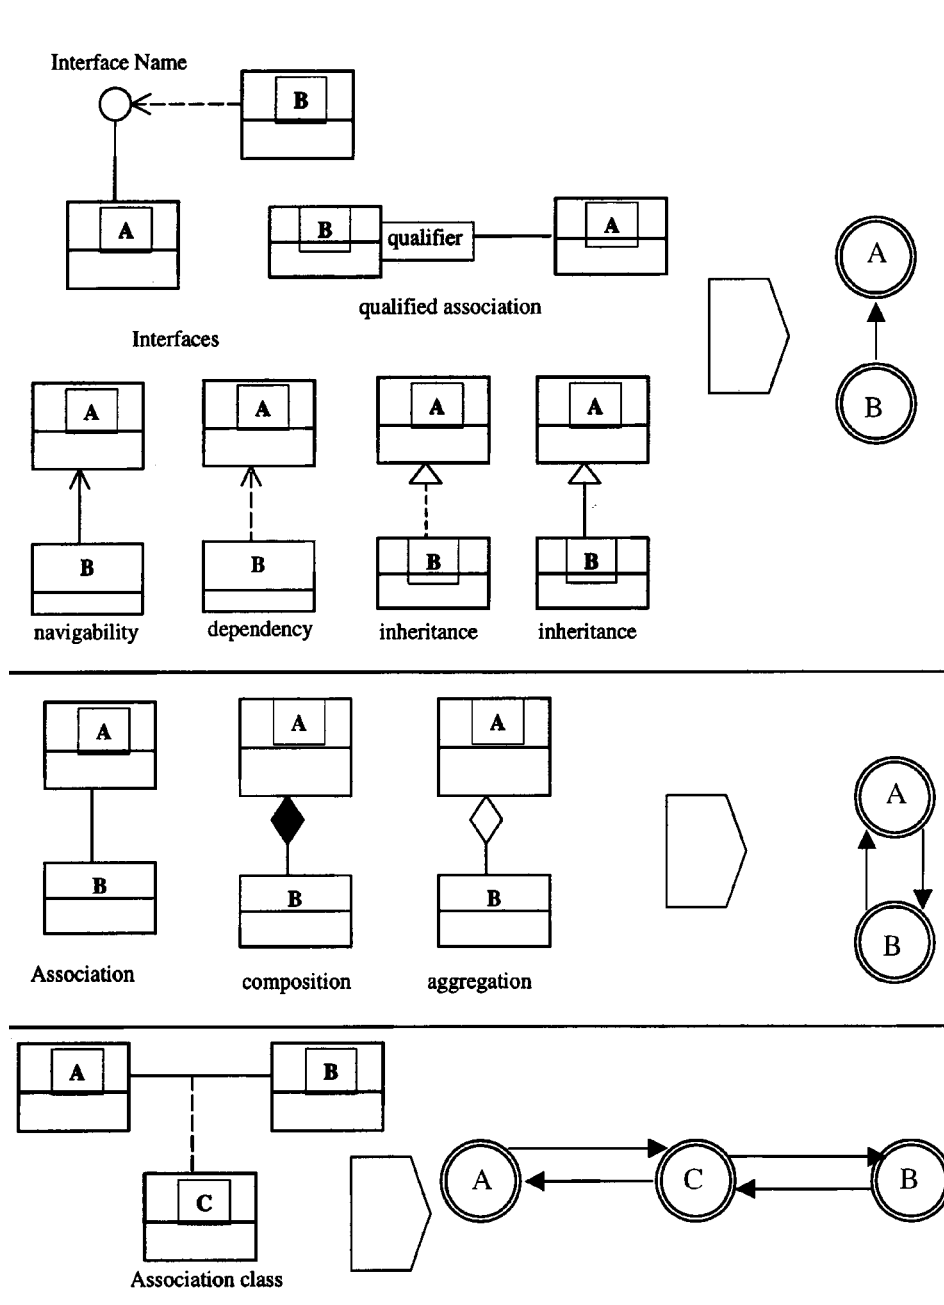 Interface Name
B
A
B
qualifier
A
qualified association
Interfaces
A
B
A
A
A
A
B
B
B
B
navigability
dependency
inheritance
inheritance
A
A
A
A
B
B
B
B
Association
composition
aggregation
A
B
C
A
C
B
Association class